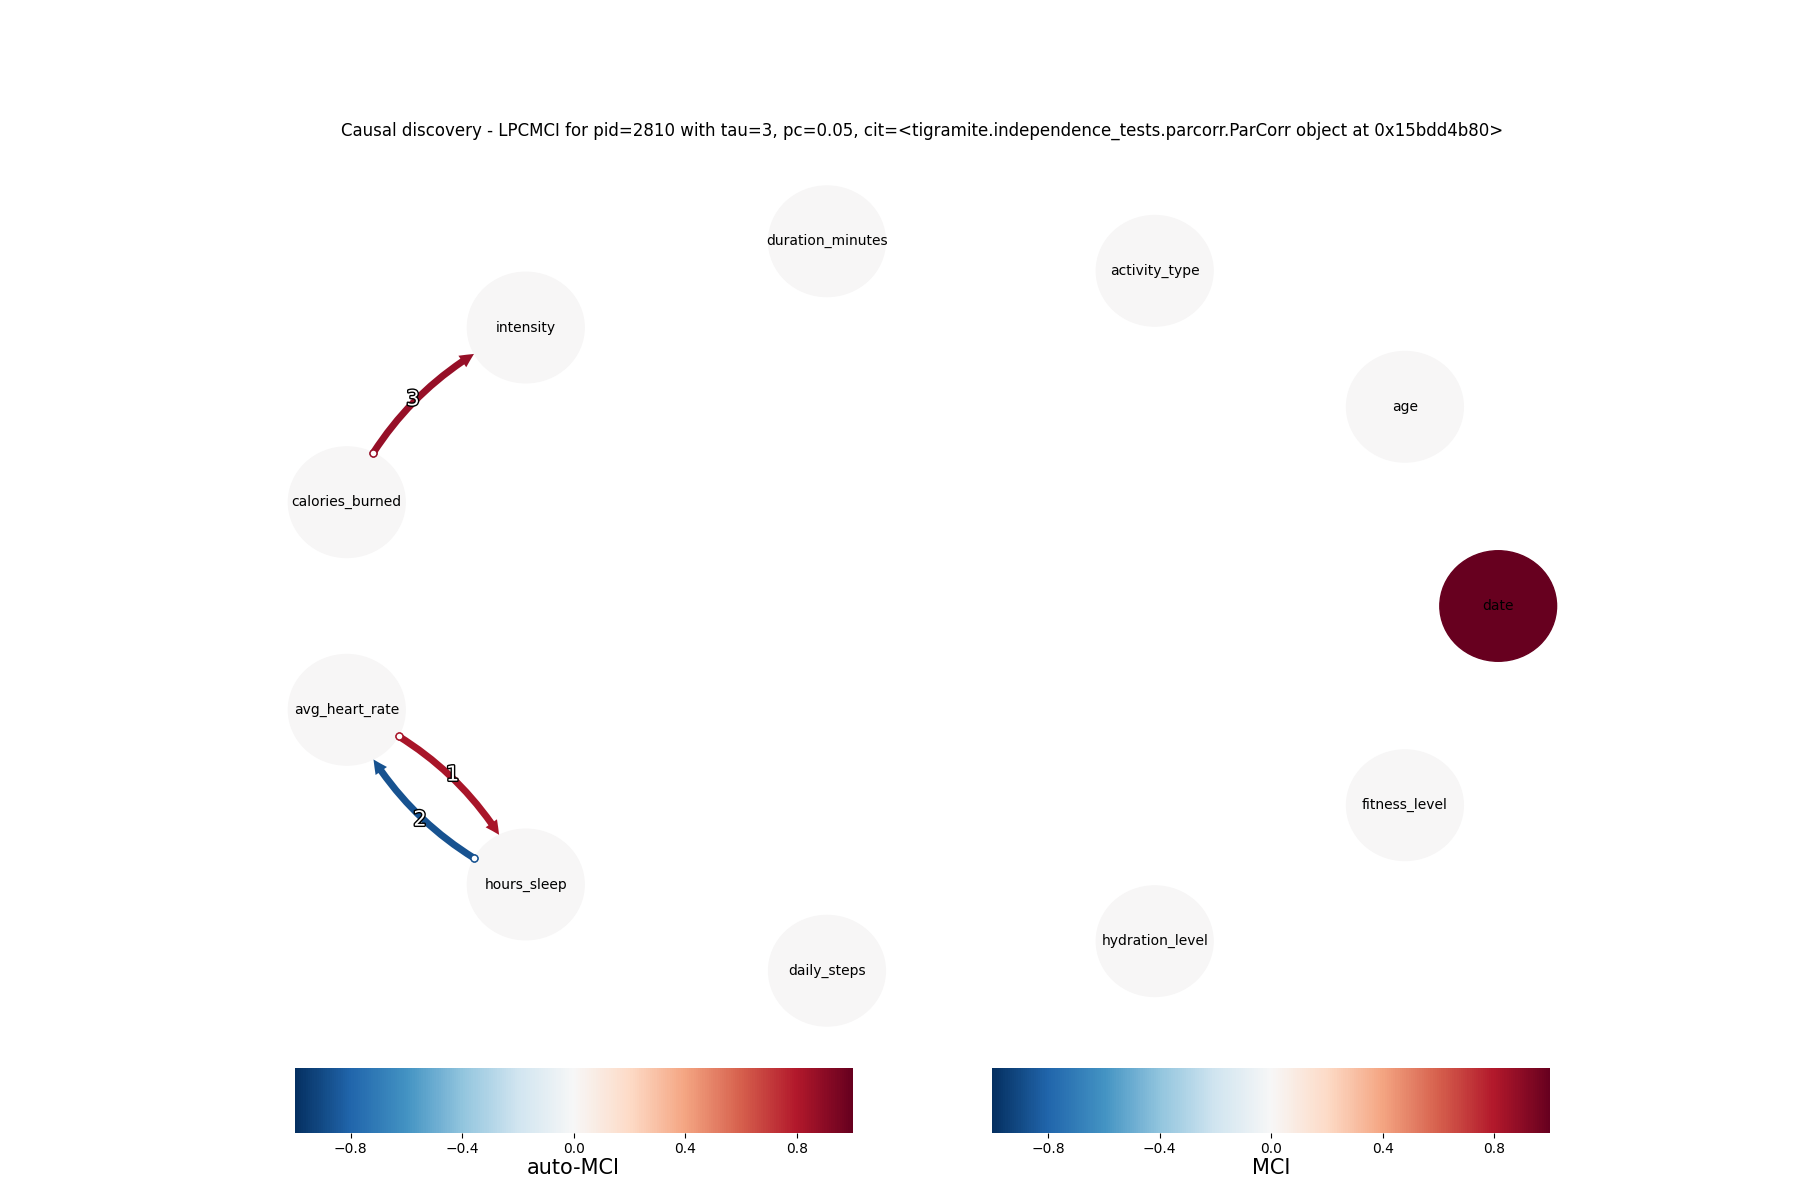 Causal discovery - LPCMCI for pid=2810 with tau=3, pc=0.05, cit=<tigramite.independence_tests.parcorr.ParCorr object at 0x15bdd4b80>
duration_minutes
activity_type
intensity
3
age
calories_burned
date
avg_heart_rate
1
2
fitness_level
hours_sleep
hydration_level
daily_steps
−0.8 −0.4 0.0 0.4 0.8
auto-MCI
−0.8 −0.4 0.0 0.4 0.8
MCI